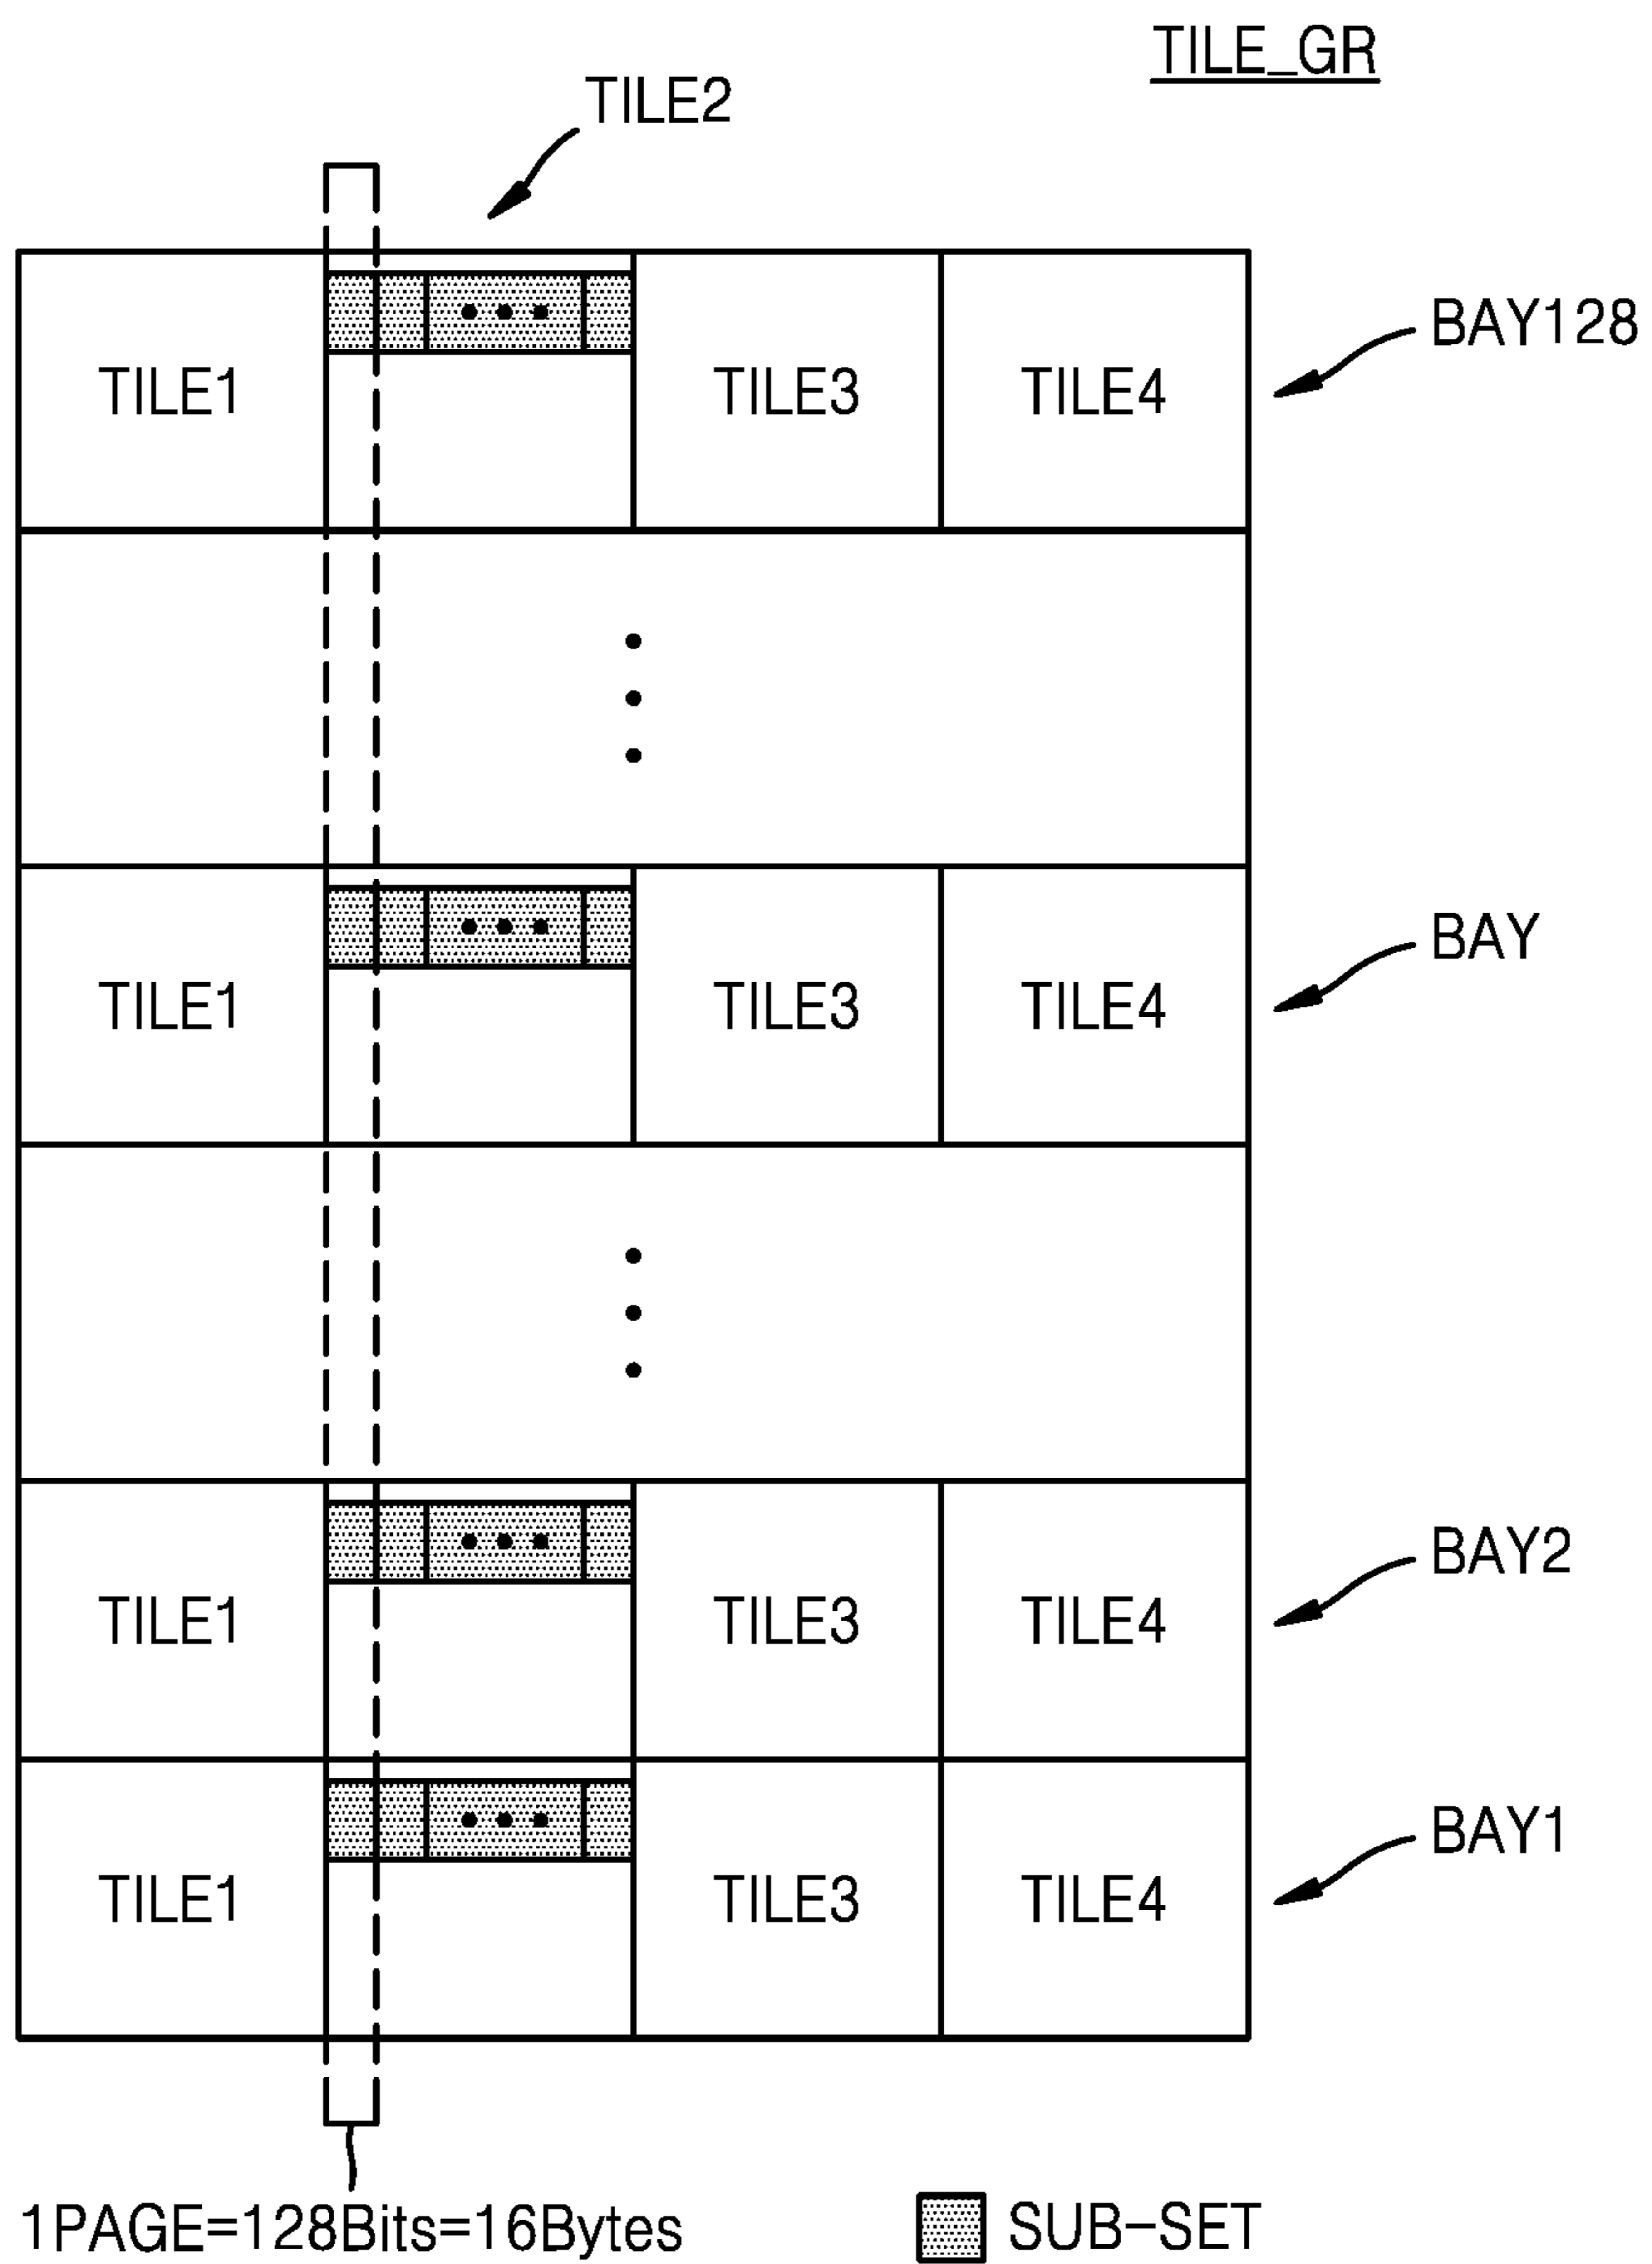 TILE_GR
TILE2
TILE1 TILE3 TILE4 BAY128
TILE1 TILE3 TILE4 BAY
TILE1 TILE3 TILE4 BAY2
TILE1 TILE3 TILE4 BAY1
1PAGE=128Bits=16Bytes SUB-SET